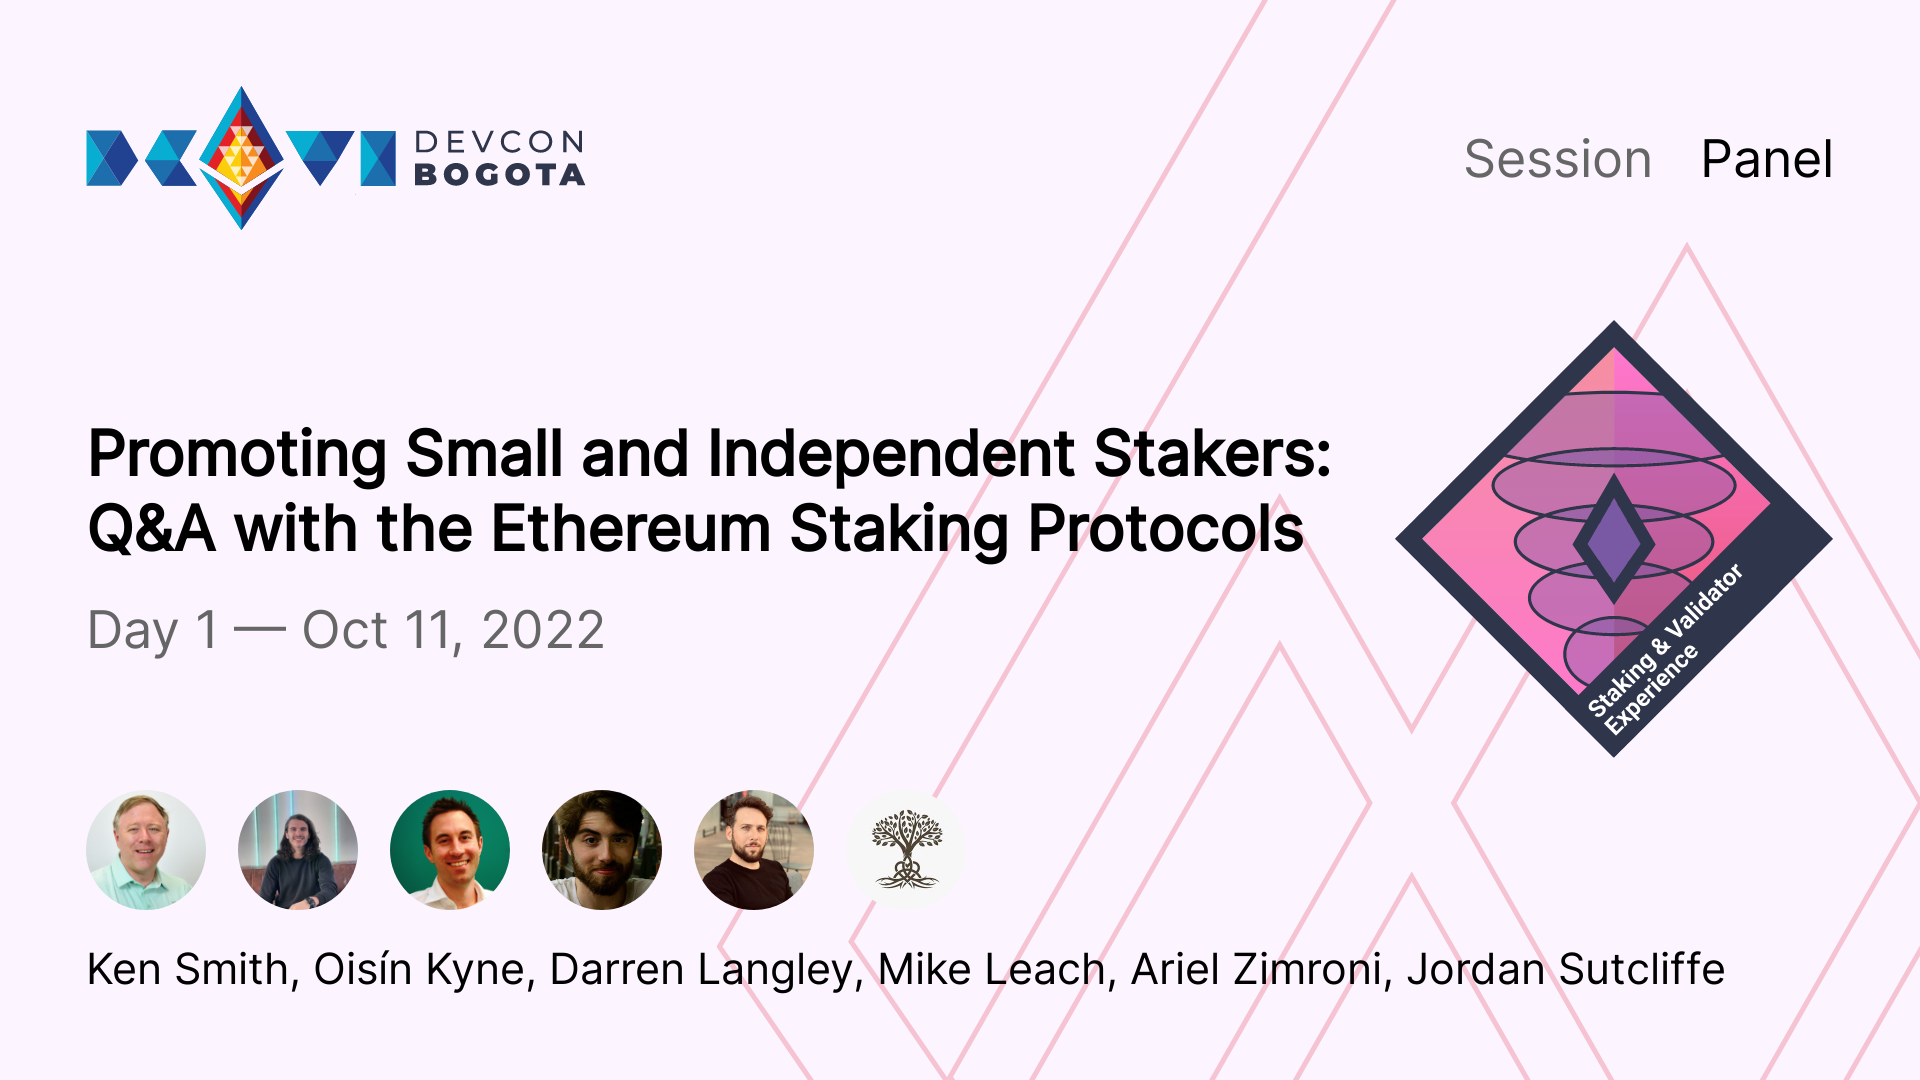 DEVCON
BOGOTA
Session Panel
Promoting Small and Independent Stakers:
Q&A with the Ethereum Staking Protocols
Day 1 — Oct 11, 2022
Staking & Validator
Experience
Ken Smith, Oisín Kyne, Darren Langley, Mike Leach, Ariel Zimroni, Jordan Sutcliffe